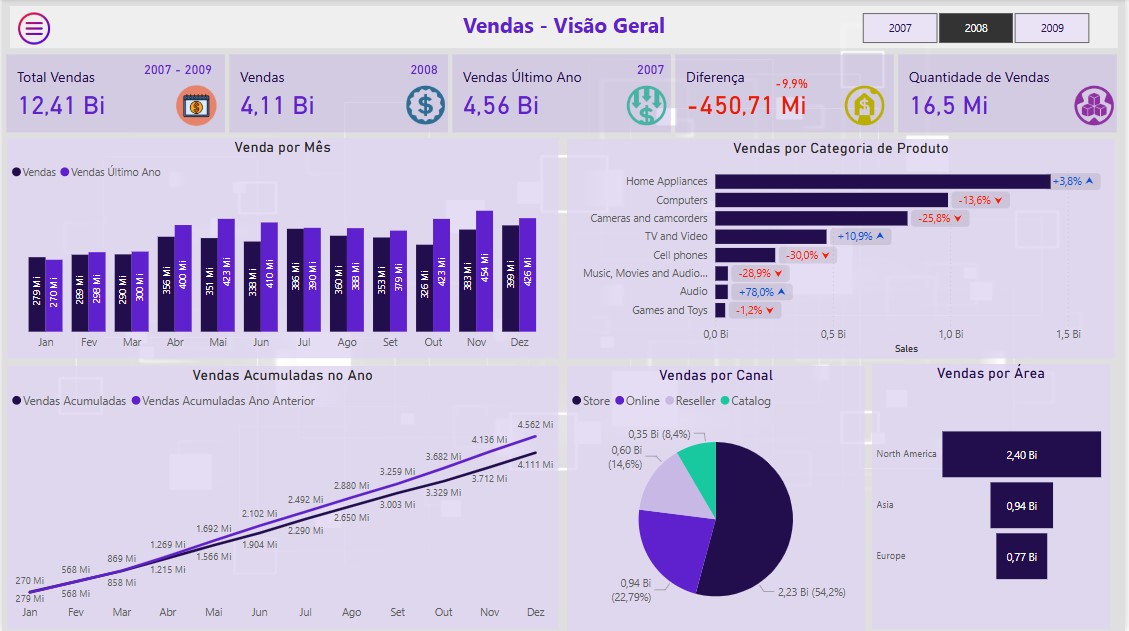 Vendas - Visão Geral
2007
2008
2009
Total Vendas
2007 - 2009
12,41 Bi
Vendas
2008
4,11 Bi
Vendas Último Ano
2007
4,56 Bi
Diferença
-9,9%
-450,71 Mi
Quantidade de Vendas
16,5 Mi
Venda por Mês
Vendas
Vendas Último Ano
279 Mi
270 Mi
289 Mi
298 Mi
290 Mi
300 Mi
356 Mi
400 Mi
351 Mi
423 Mi
338 Mi
410 Mi
386 Mi
390 Mi
360 Mi
388 Mi
353 Mi
379 Mi
326 Mi
423 Mi
383 Mi
454 Mi
399 Mi
426 Mi
Jan
Fev
Mar
Abr
Mai
Jun
Jul
Ago
Set
Out
Nov
Dez
Vendas por Categoria de Produto
Home Appliances
+3,8%
Computers
-13,6%
Cameras and camcorders
-25,8%
TV and Video
+10,9%
Cell phones
-30,0%
Music, Movies and Audio...
-28,9%
Audio
+78,0%
Games and Toys
-1,2%
0,0 Bi
0,5 Bi
1,0 Bi
1,5 Bi
Sales
Vendas Acumuladas no Ano
Vendas Acumuladas
Vendas Acumuladas Ano Anterior
270 Mi
279 Mi
568 Mi
568 Mi
869 Mi
858 Mi
1.269 Mi
1.215 Mi
1.692 Mi
1.566 Mi
2.102 Mi
1.904 Mi
2.492 Mi
2.290 Mi
2.880 Mi
2.650 Mi
3.259 Mi
3.003 Mi
3.682 Mi
3.329 Mi
4.136 Mi
3.712 Mi
4.562 Mi
4.111 Mi
Jan
Fev
Mar
Abr
Mai
Jun
Jul
Ago
Set
Out
Nov
Dez
Vendas por Canal
Store
Online
Reseller
Catalog
0,35 Bi (8,4%)
0,60 Bi
(14,6%)
0,94 Bi
(22,79%)
2,23 Bi (54,2%)
Vendas por Área
North America
2,40 Bi
Asia
0,94 Bi
Europe
0,77 Bi